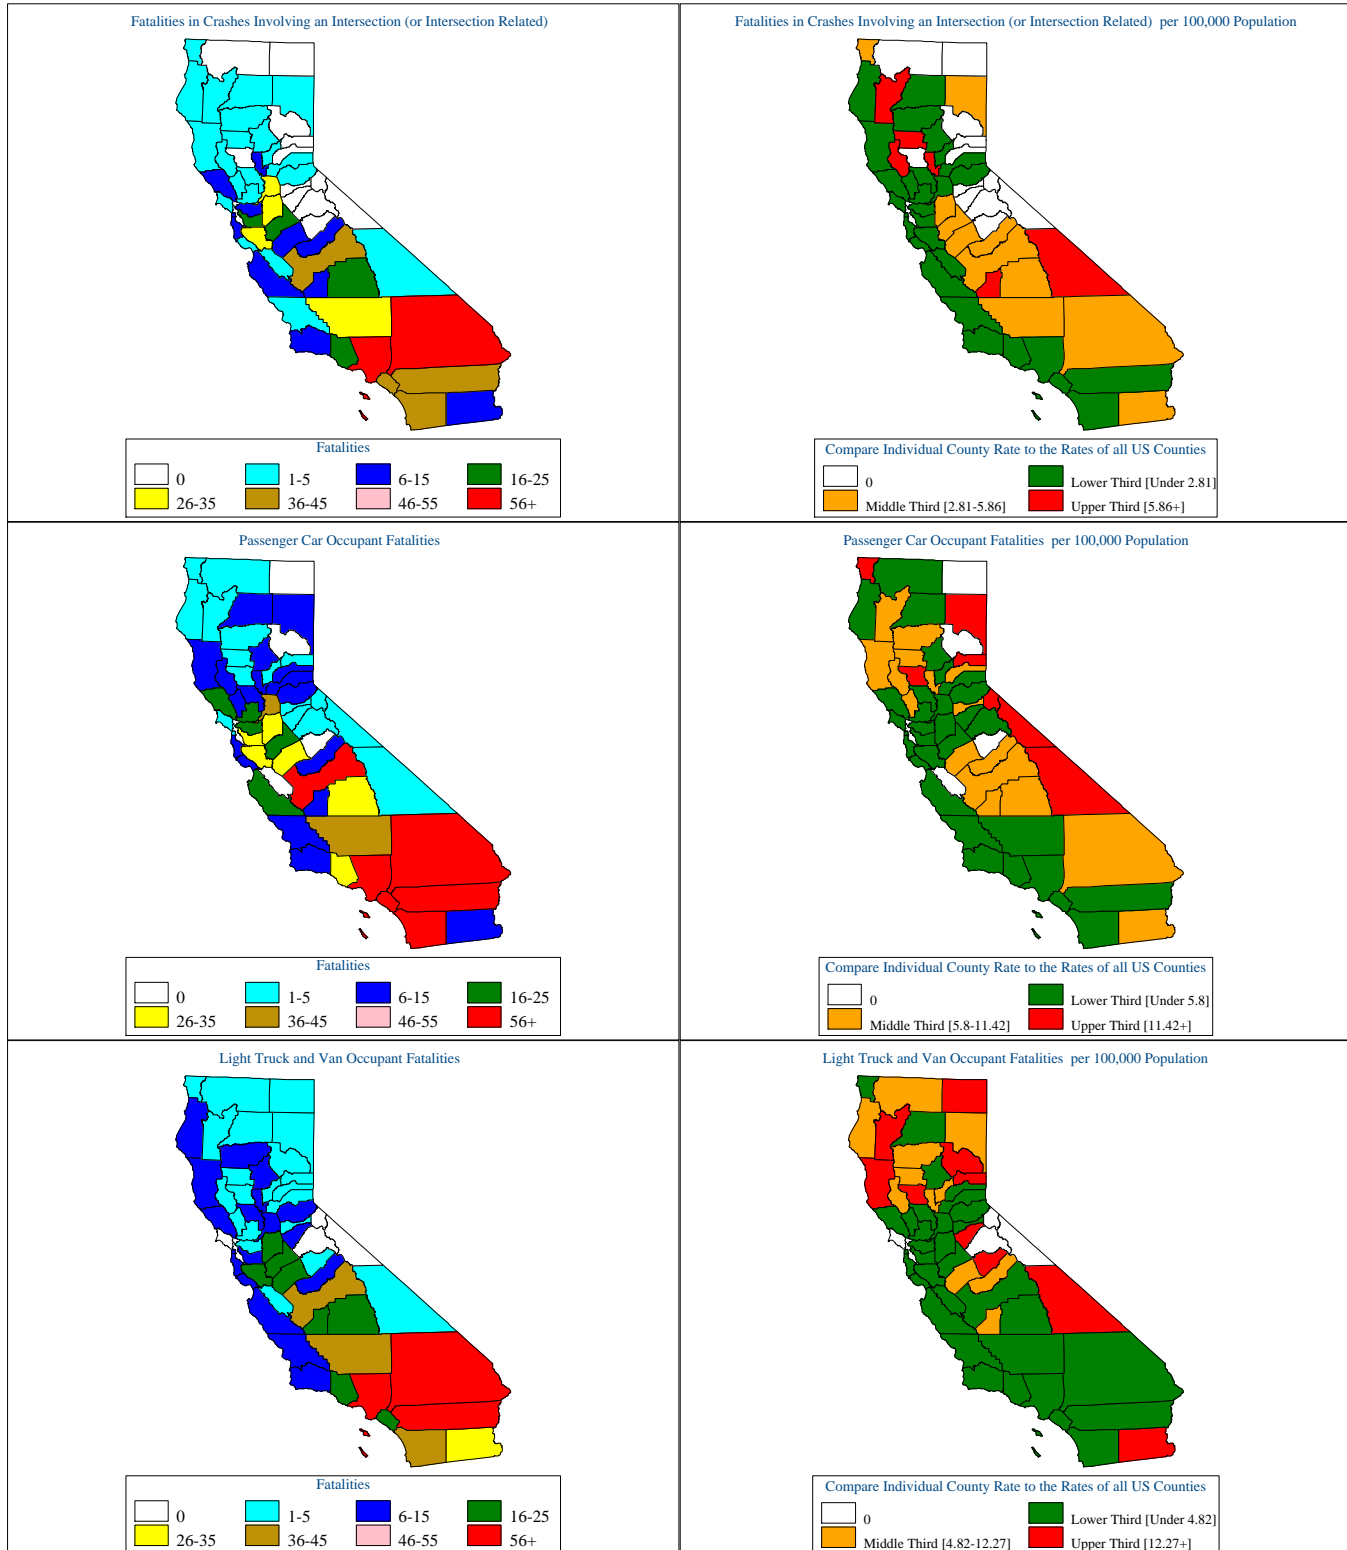 Fatalities in Crashes Involving an Intersection (or Intersection Related)
Fatalities
0
1-5
6-15
16-25
26-35
36-45
46-55
56+
Fatalities in Crashes Involving an Intersection (or Intersection Related) per 100,000 Population
Compare Individual County Rate to the Rates of all US Counties
0
Lower Third [Under 2.81]
Middle Third [2.81-5.86]
Upper Third [5.86+]
Passenger Car Occupant Fatalities
Fatalities
0
1-5
6-15
16-25
26-35
36-45
46-55
56+
Passenger Car Occupant Fatalities per 100,000 Population
Compare Individual County Rate to the Rates of all US Counties
0
Lower Third [Under 5.8]
Middle Third [5.8-11.42]
Upper Third [11.42+]
Light Truck and Van Occupant Fatalities
Fatalities
0
1-5
6-15
16-25
26-35
36-45
46-55
56+
Light Truck and Van Occupant Fatalities per 100,000 Population
Compare Individual County Rate to the Rates of all US Counties
0
Lower Third [Under 4.82]
Middle Third [4.82-12.27]
Upper Third [12.27+]